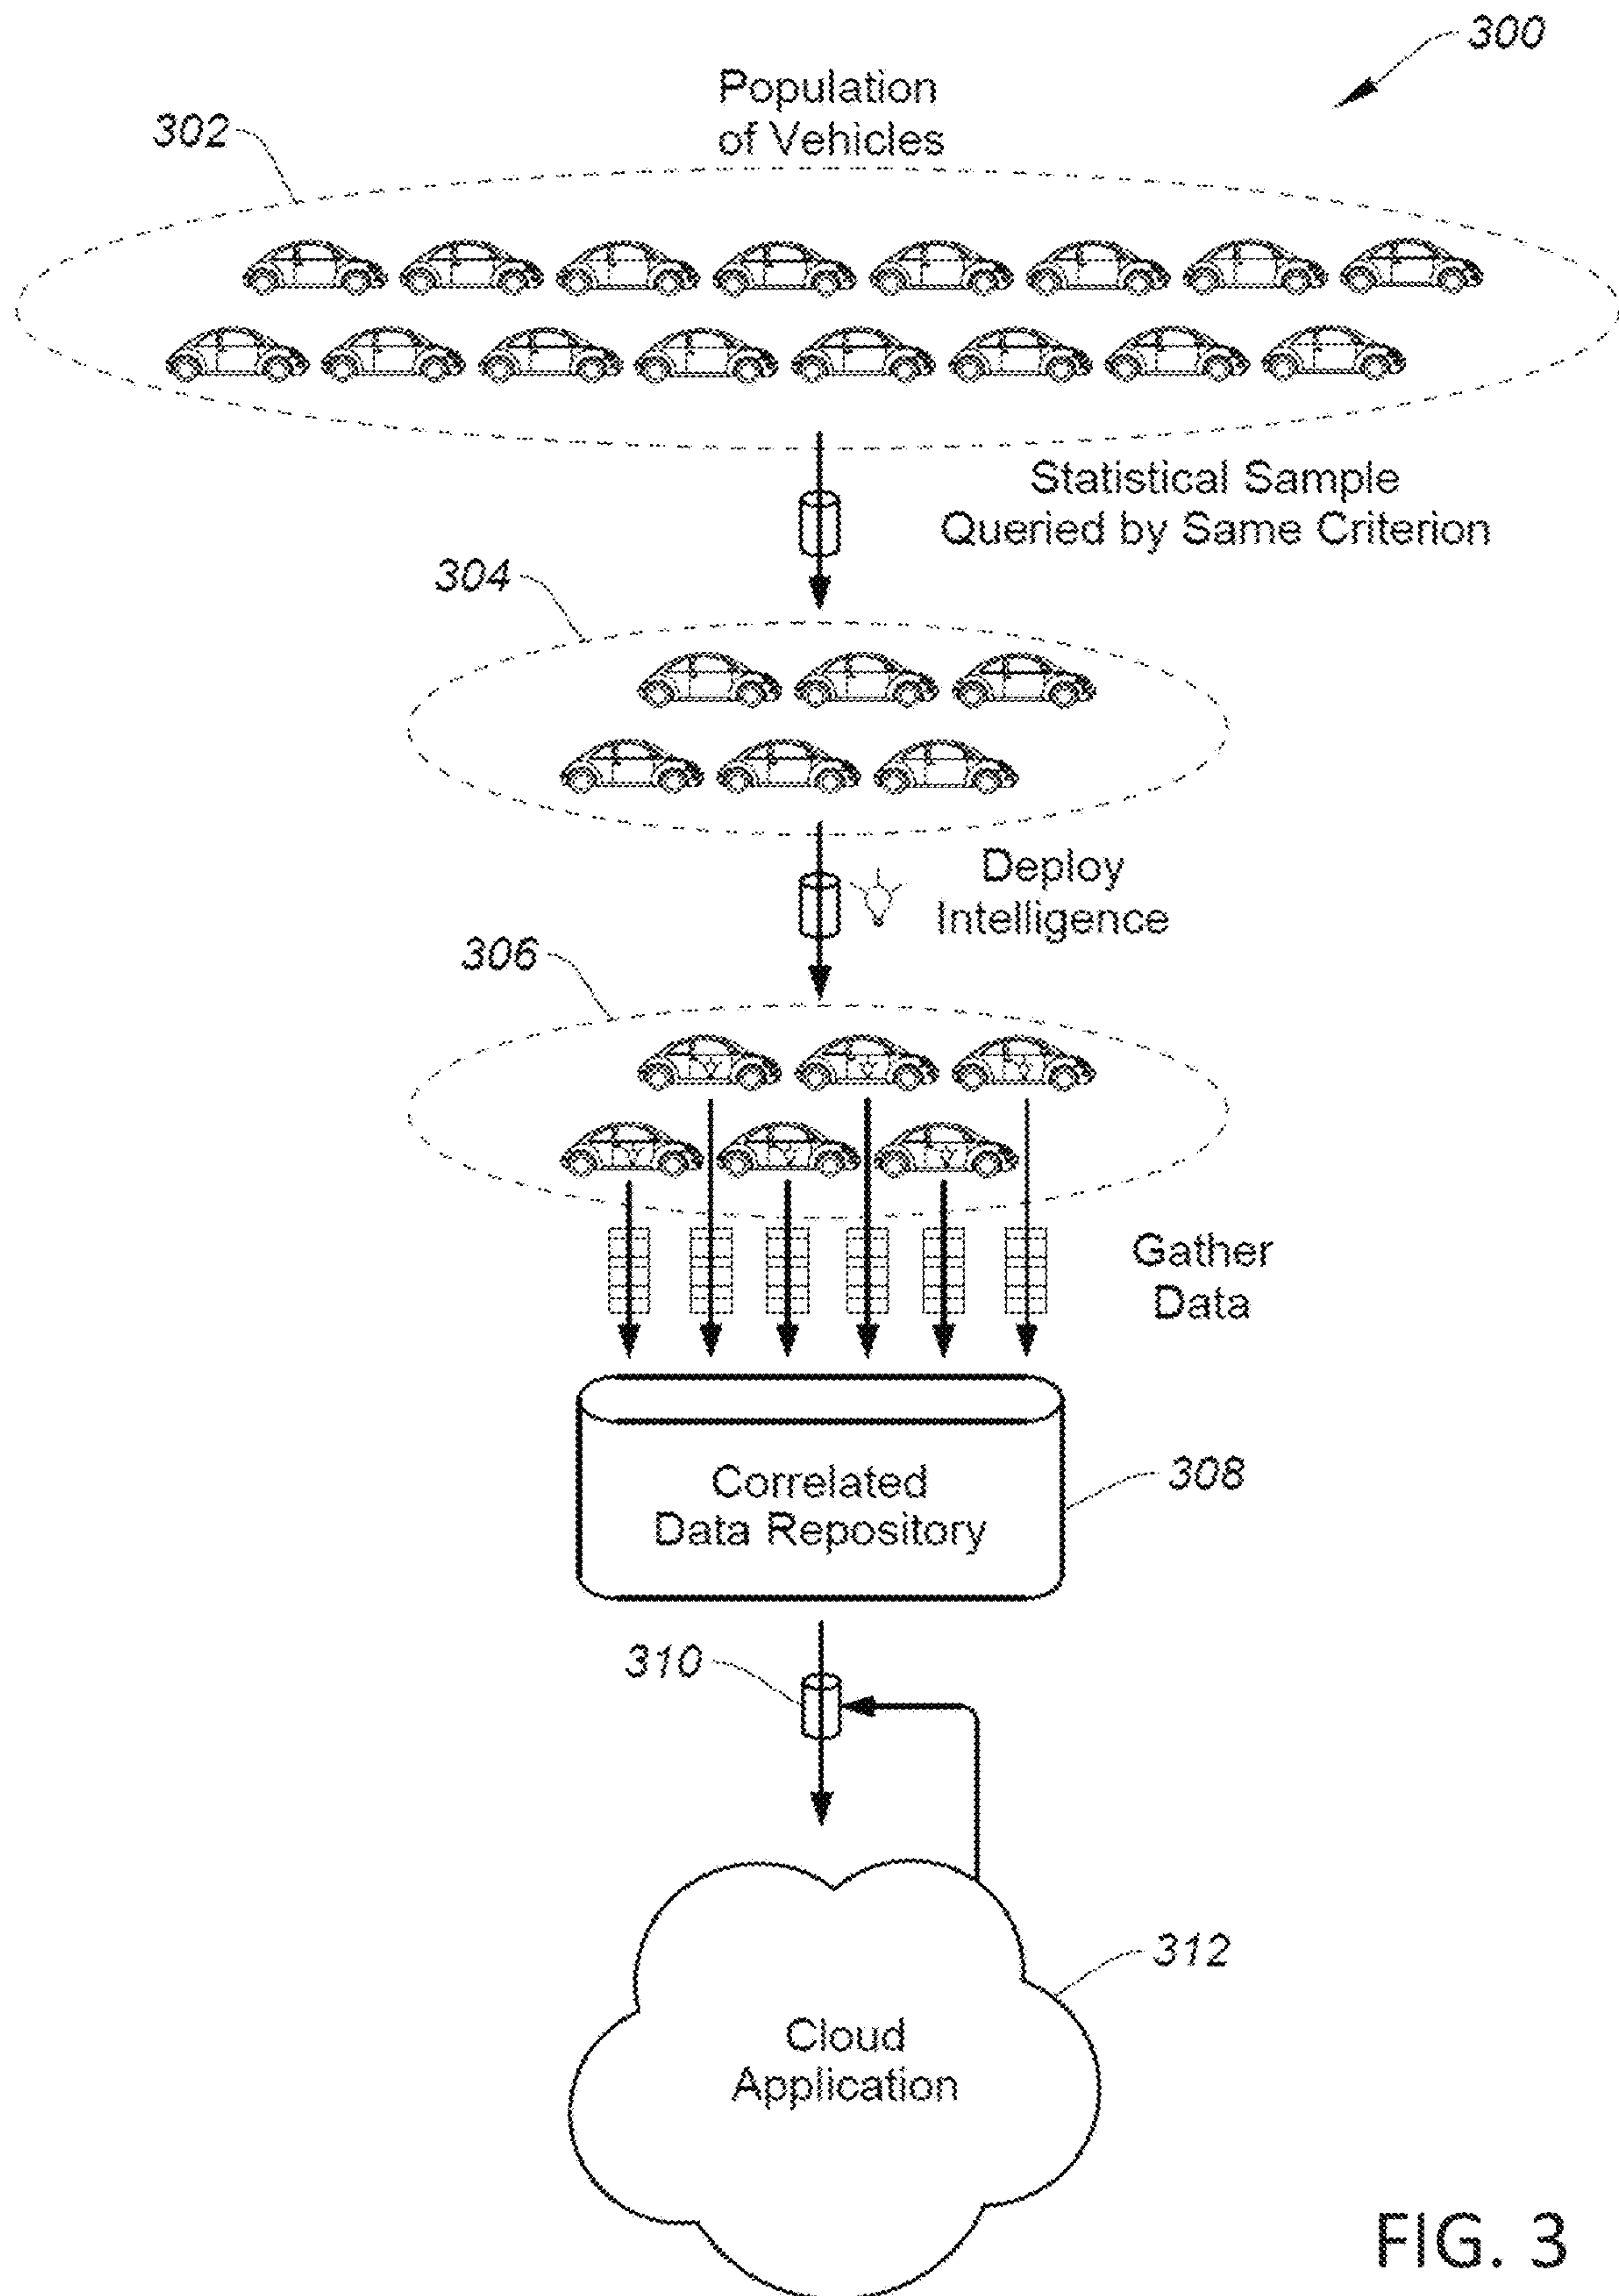 300
Population
of Vehicles
302
Statistical Sample
Queried by Same Criterion
304
Deploy
Intelligence
306
Gather
Data
Correlated
Data Repository
308
310
312
Cloud
Application
FIG. 3